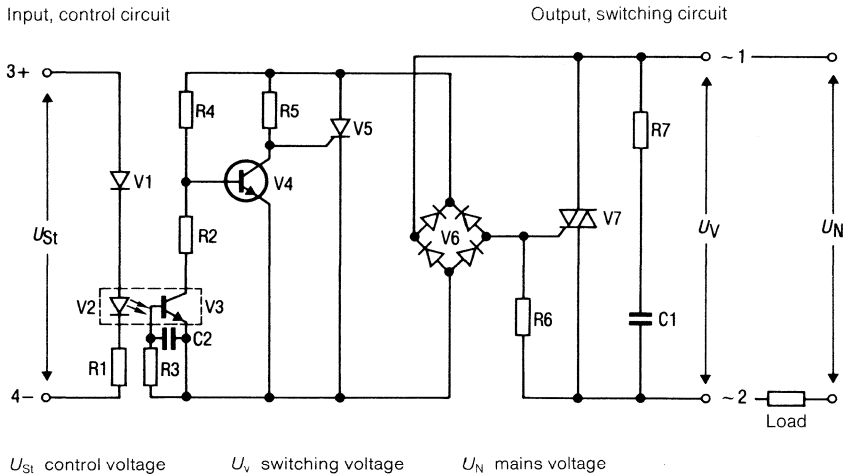 Input, control circuit
Output, switching circuit
3+
~1
R4
R5
V5
R7
V1
V4
V7
USt
R2
V6
UV
UN
V2
V3
C2
R6
C1
R1
R3
4–
~2
Load
USt control voltage
Uv switching voltage
UN mains voltage